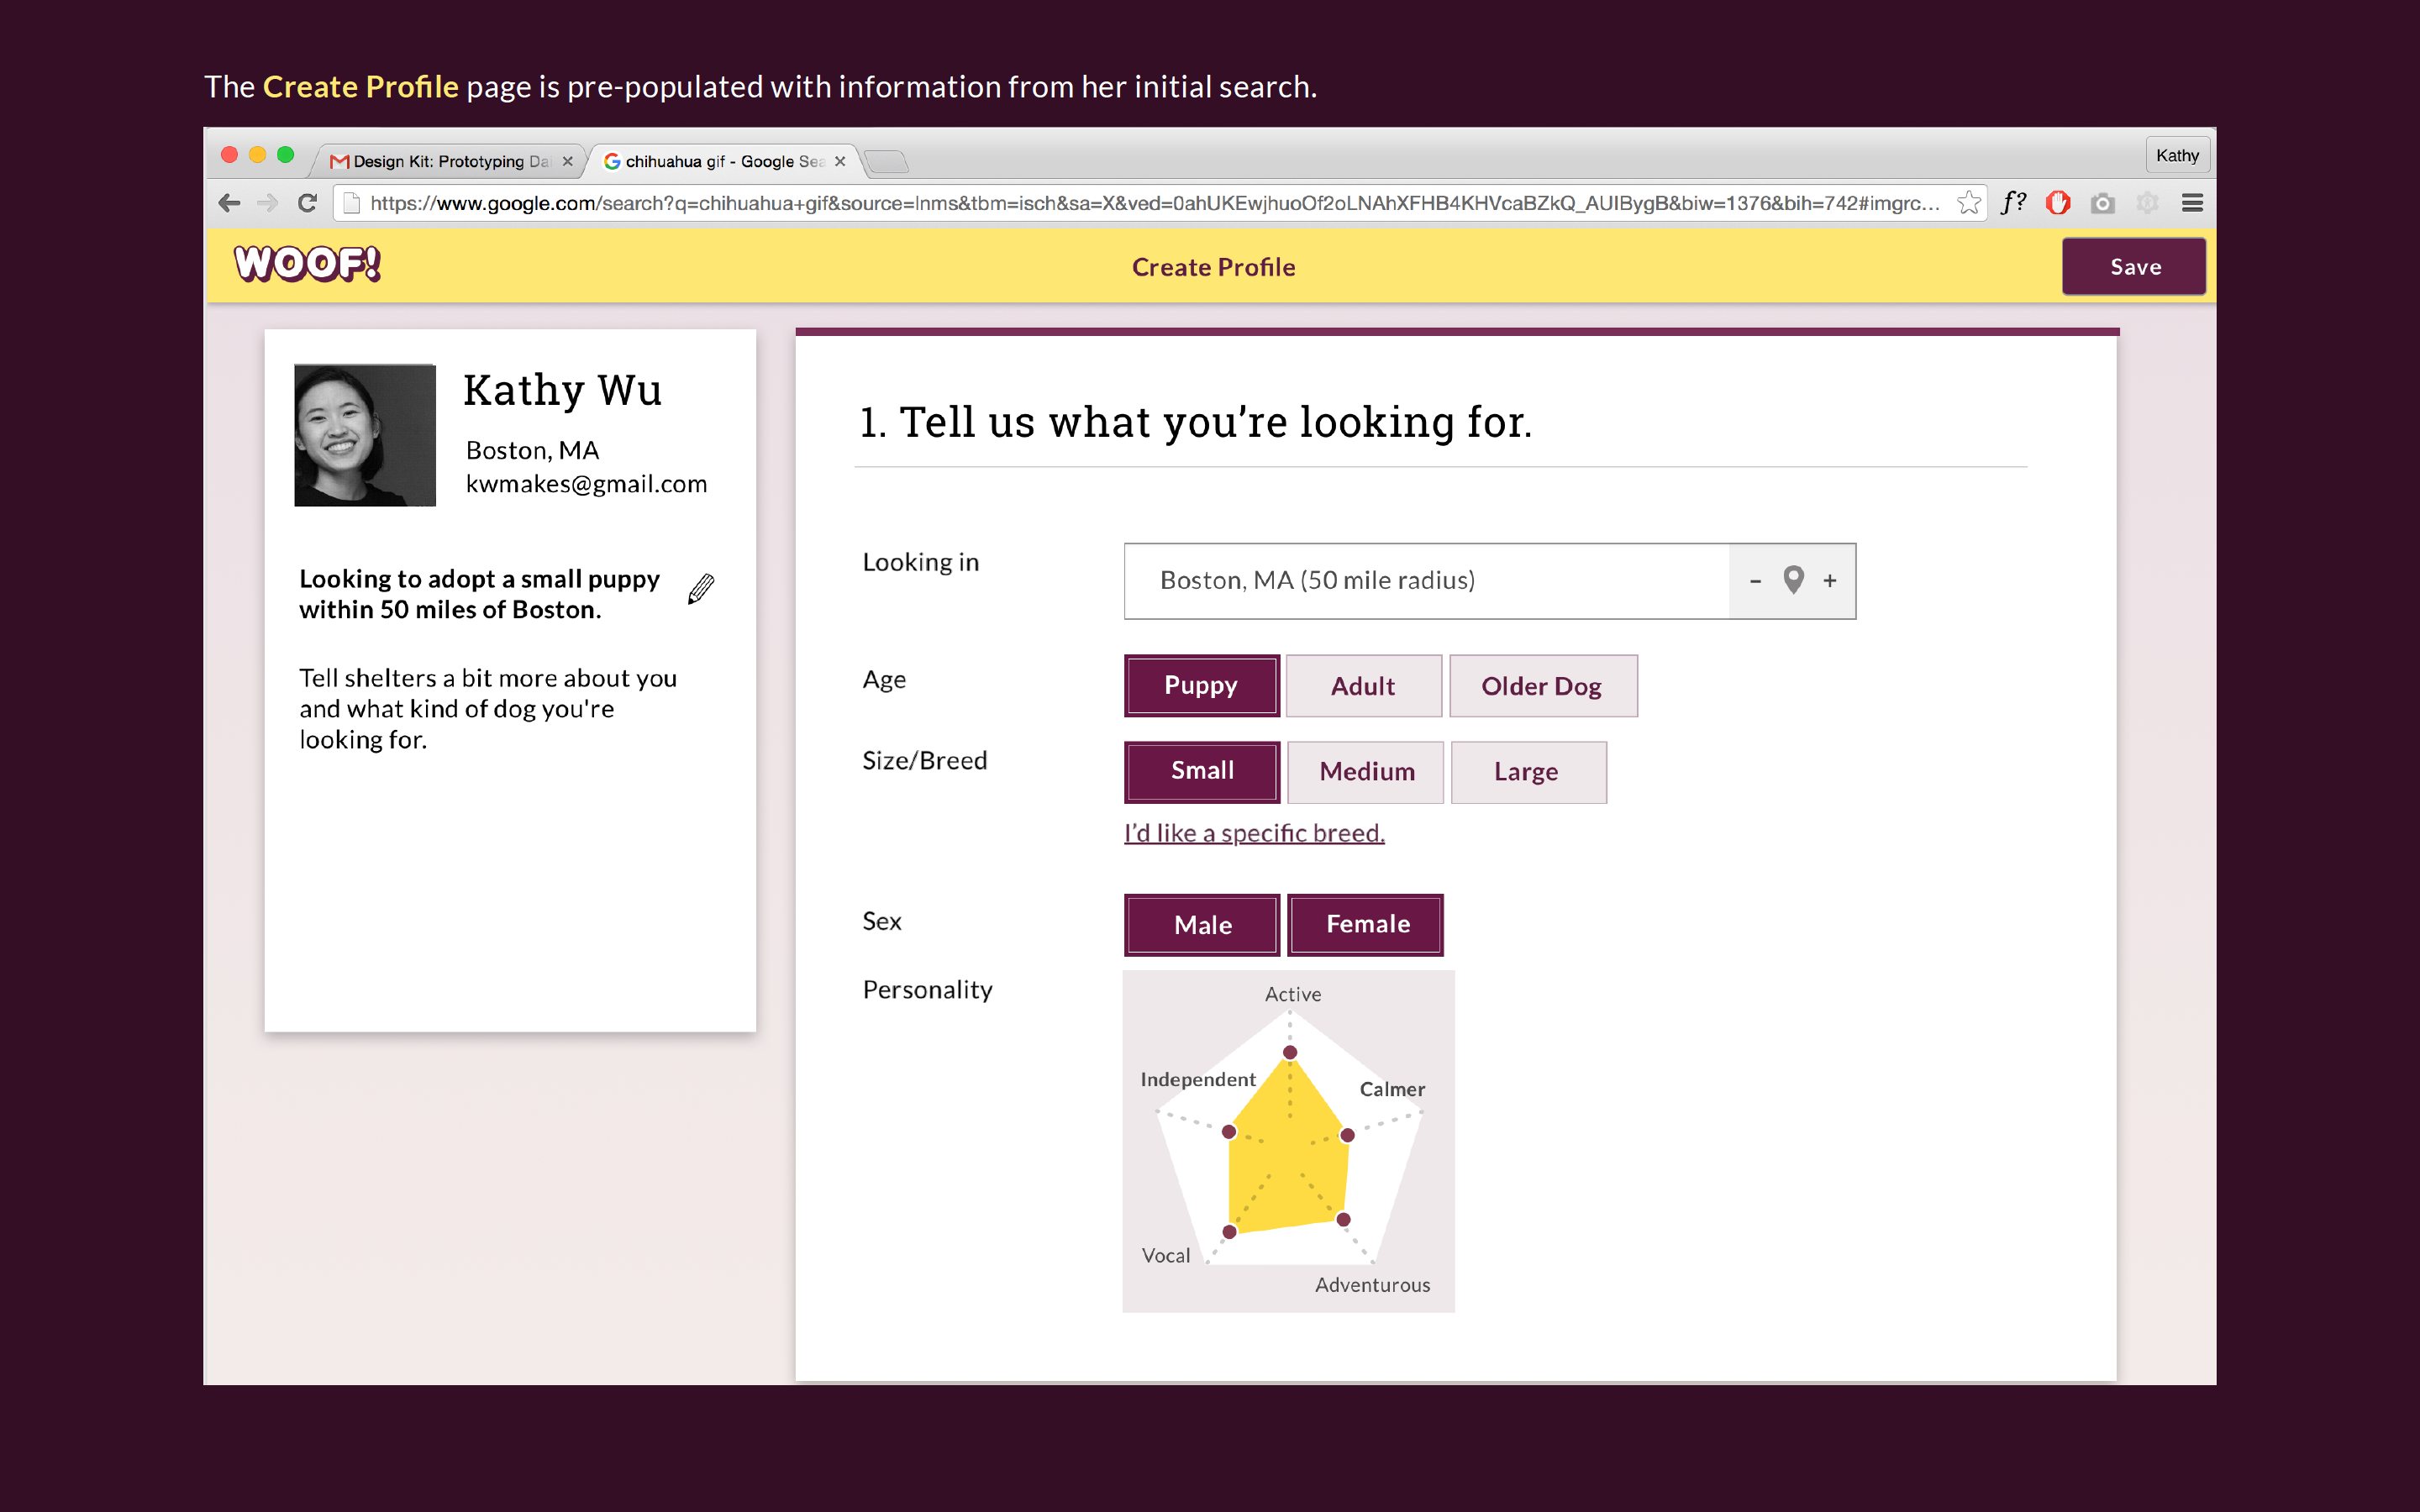 The Create Profile page is pre-populated with information from her initial search.
Design Kit: Prototyping
chihuahua gif - Google
Kathy
https://www.google.com/search?q=chihuahua+gif&source=lnms&tbm=isch&sa=X&ved=0ahUKEwjhuoOf2oLNAhXFHB4KHVcaBZkQ_AUIBygB&biw=1376&bih=742#imgrc...
f?
WOOF!
Create Profile
Save
Kathy Wu
Boston, MA
kwmakes@gmail.com
Looking to adopt a small puppy
within 50 miles of Boston.
Tell shelters a bit more about you
and what kind of dog you're
looking for.
1. Tell us what you’re looking for.
Looking in
Boston, MA (50 mile radius)
- +
Age
Puppy Adult Older Dog
Size/Breed
Small Medium Large
I’d like a specific breed.
Sex
Male Female
Personality
Active
Independent
Calmer
Vocal
Adventurous